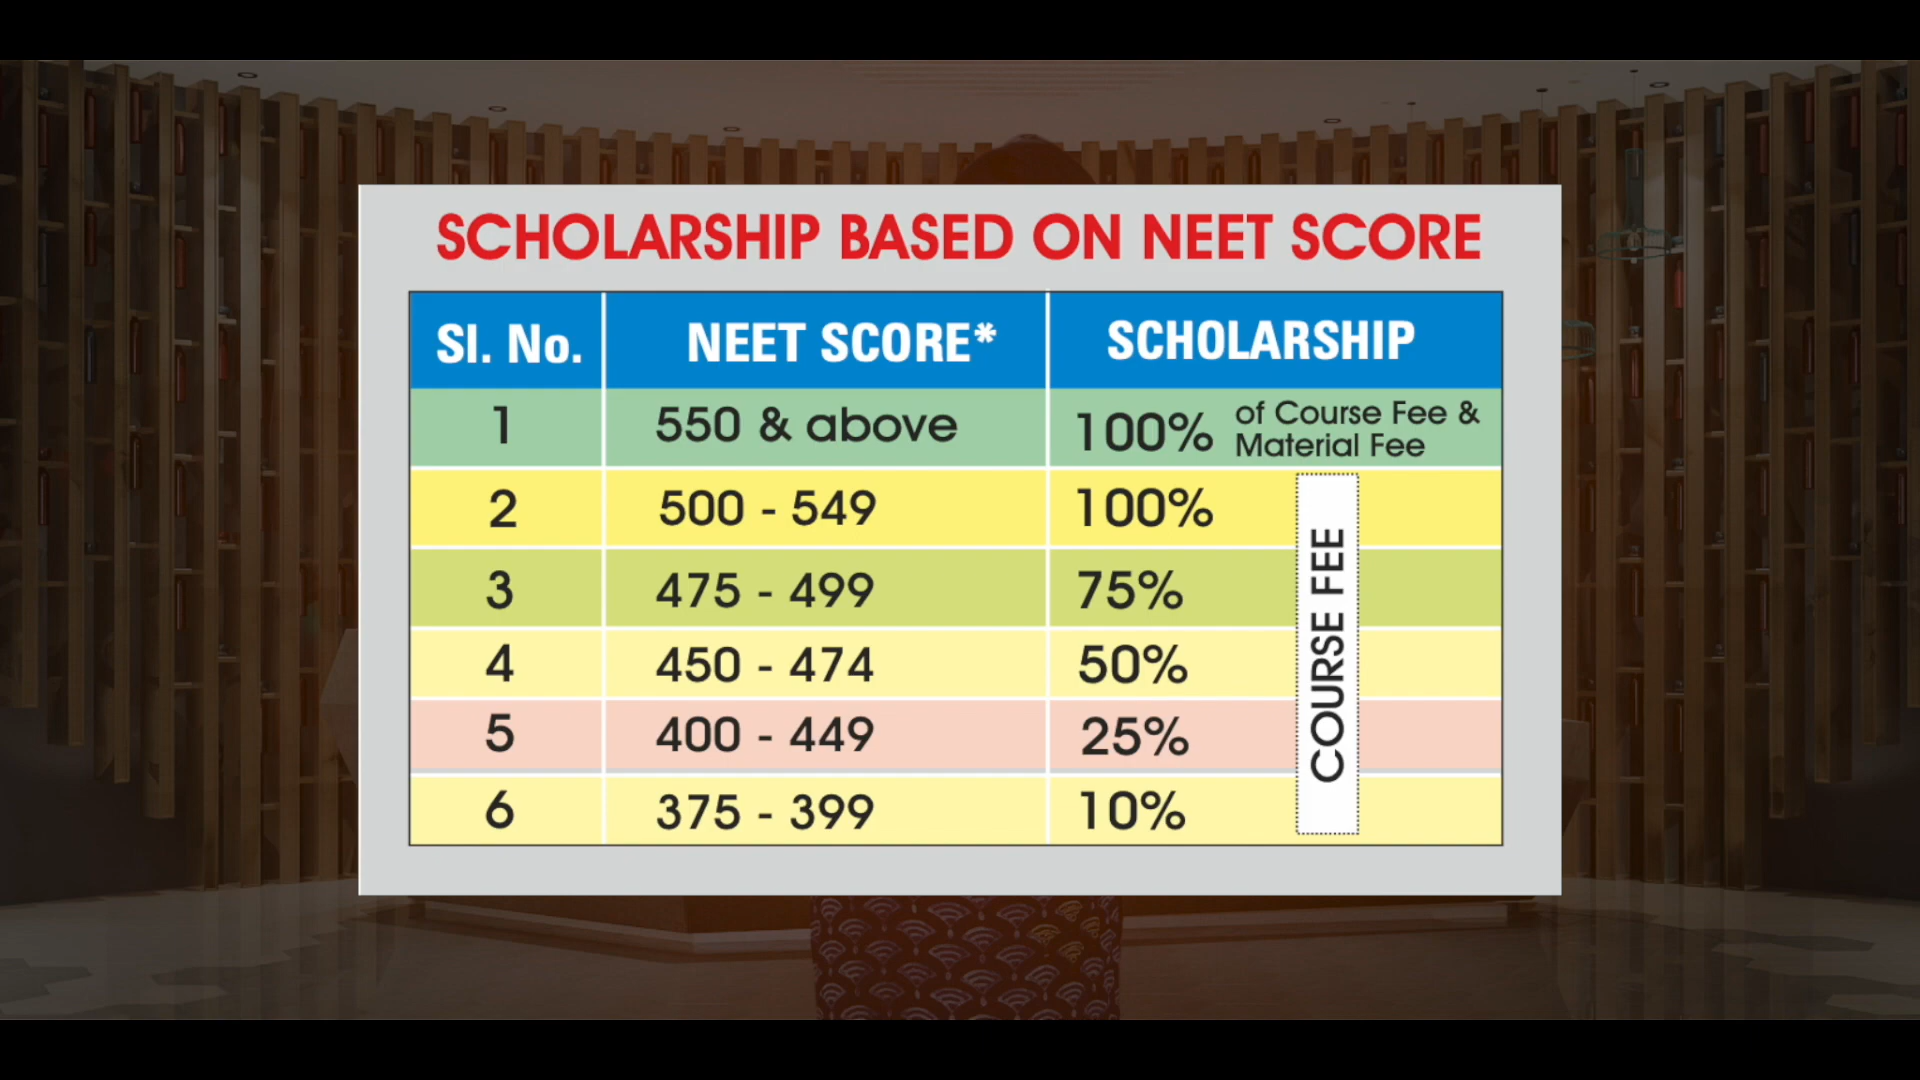 SCHOLARSHIP BASED ON NEET SCORE
Sl. No. NEET SCORE* SCHOLARSHIP
1 550 & above 100% of Course Fee & Material Fee
2 500 - 549 100%
3 475 - 499 75%
4 450 - 474 50%
5 400 - 449 25%
6 375 - 399 10%
COURSE FEE